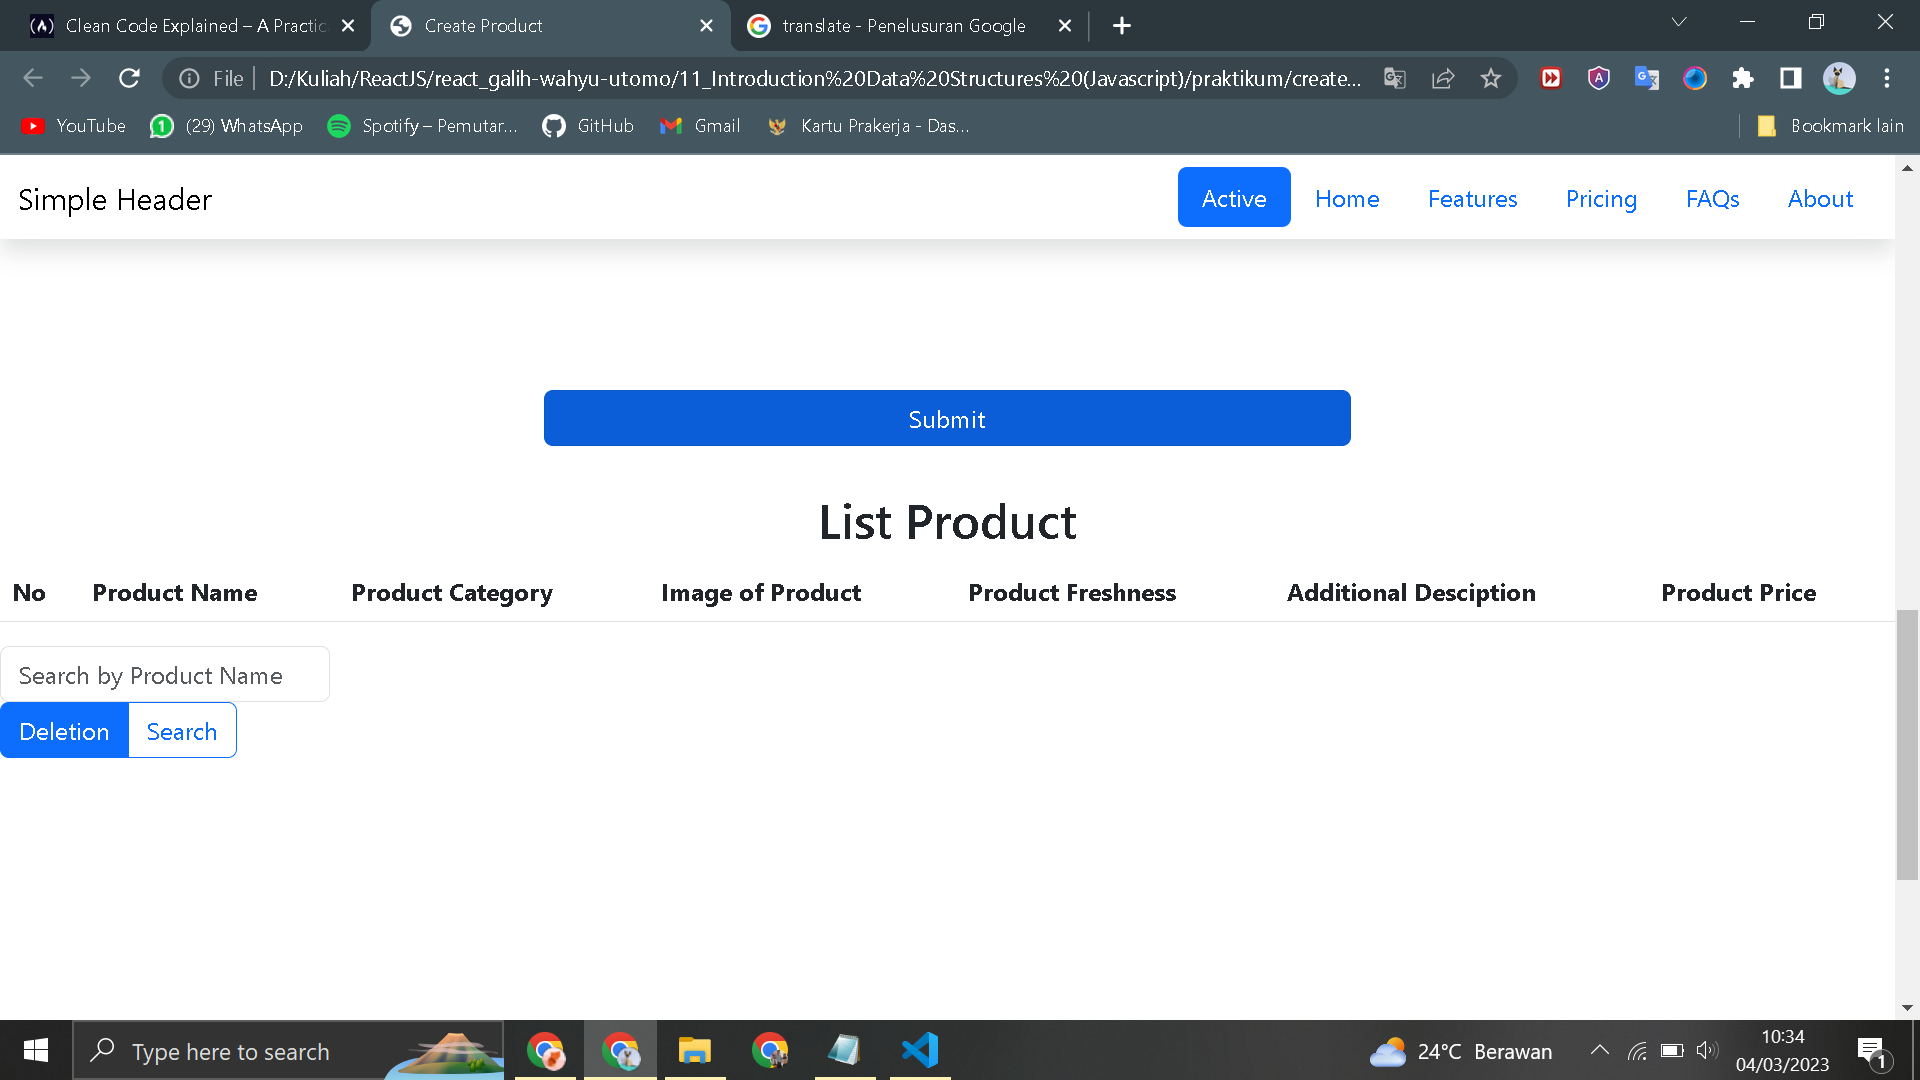 Clean Code Explained – A Practic
Create Product
translate - Penelusuran Google
File
D:/Kuliah/ReactJS/react_galih-wahyu-utomo/11_Introduction%20Data%20Structures%20(Javascript)/praktikum/create...
YouTube
(29) WhatsApp
Spotify – Pemutar...
GitHub
Gmail
Kartu Prakerja - Das...
Bookmark lain
Simple Header
Active
Home
Features
Pricing
FAQs
About
Submit
List Product
No Product Name Product Category Image of Product Product Freshness Additional Desciption Product Price
Search by Product Name
Deletion
Search
Type here to search
24°C Berawan
10:34
04/03/2023
1